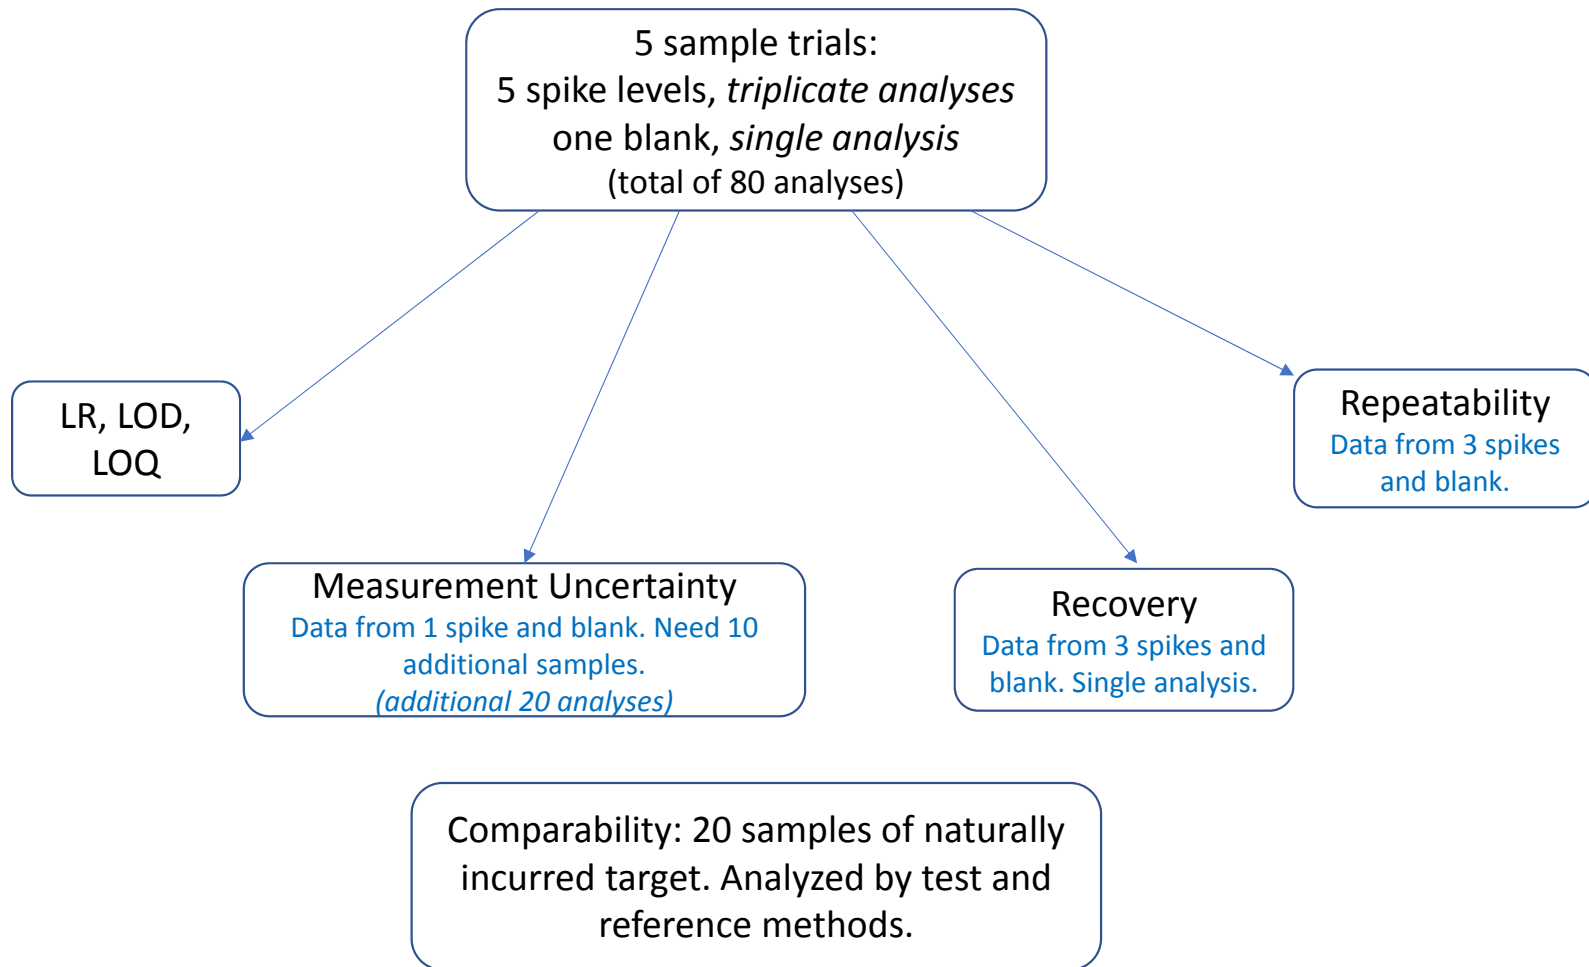 5 sample trials:
5 spike levels, triplicate analyses
one blank, single analysis
(total of 80 analyses)
LR, LOD,
LOQ
Repeatability
Data from 3 spikes
and blank.
Measurement Uncertainty
Data from 1 spike and blank. Need 10
additional samples.
(additional 20 analyses)
Recovery
Data from 3 spikes and
blank. Single analysis.
Comparability: 20 samples of naturally
incurred target. Analyzed by test and
reference methods.